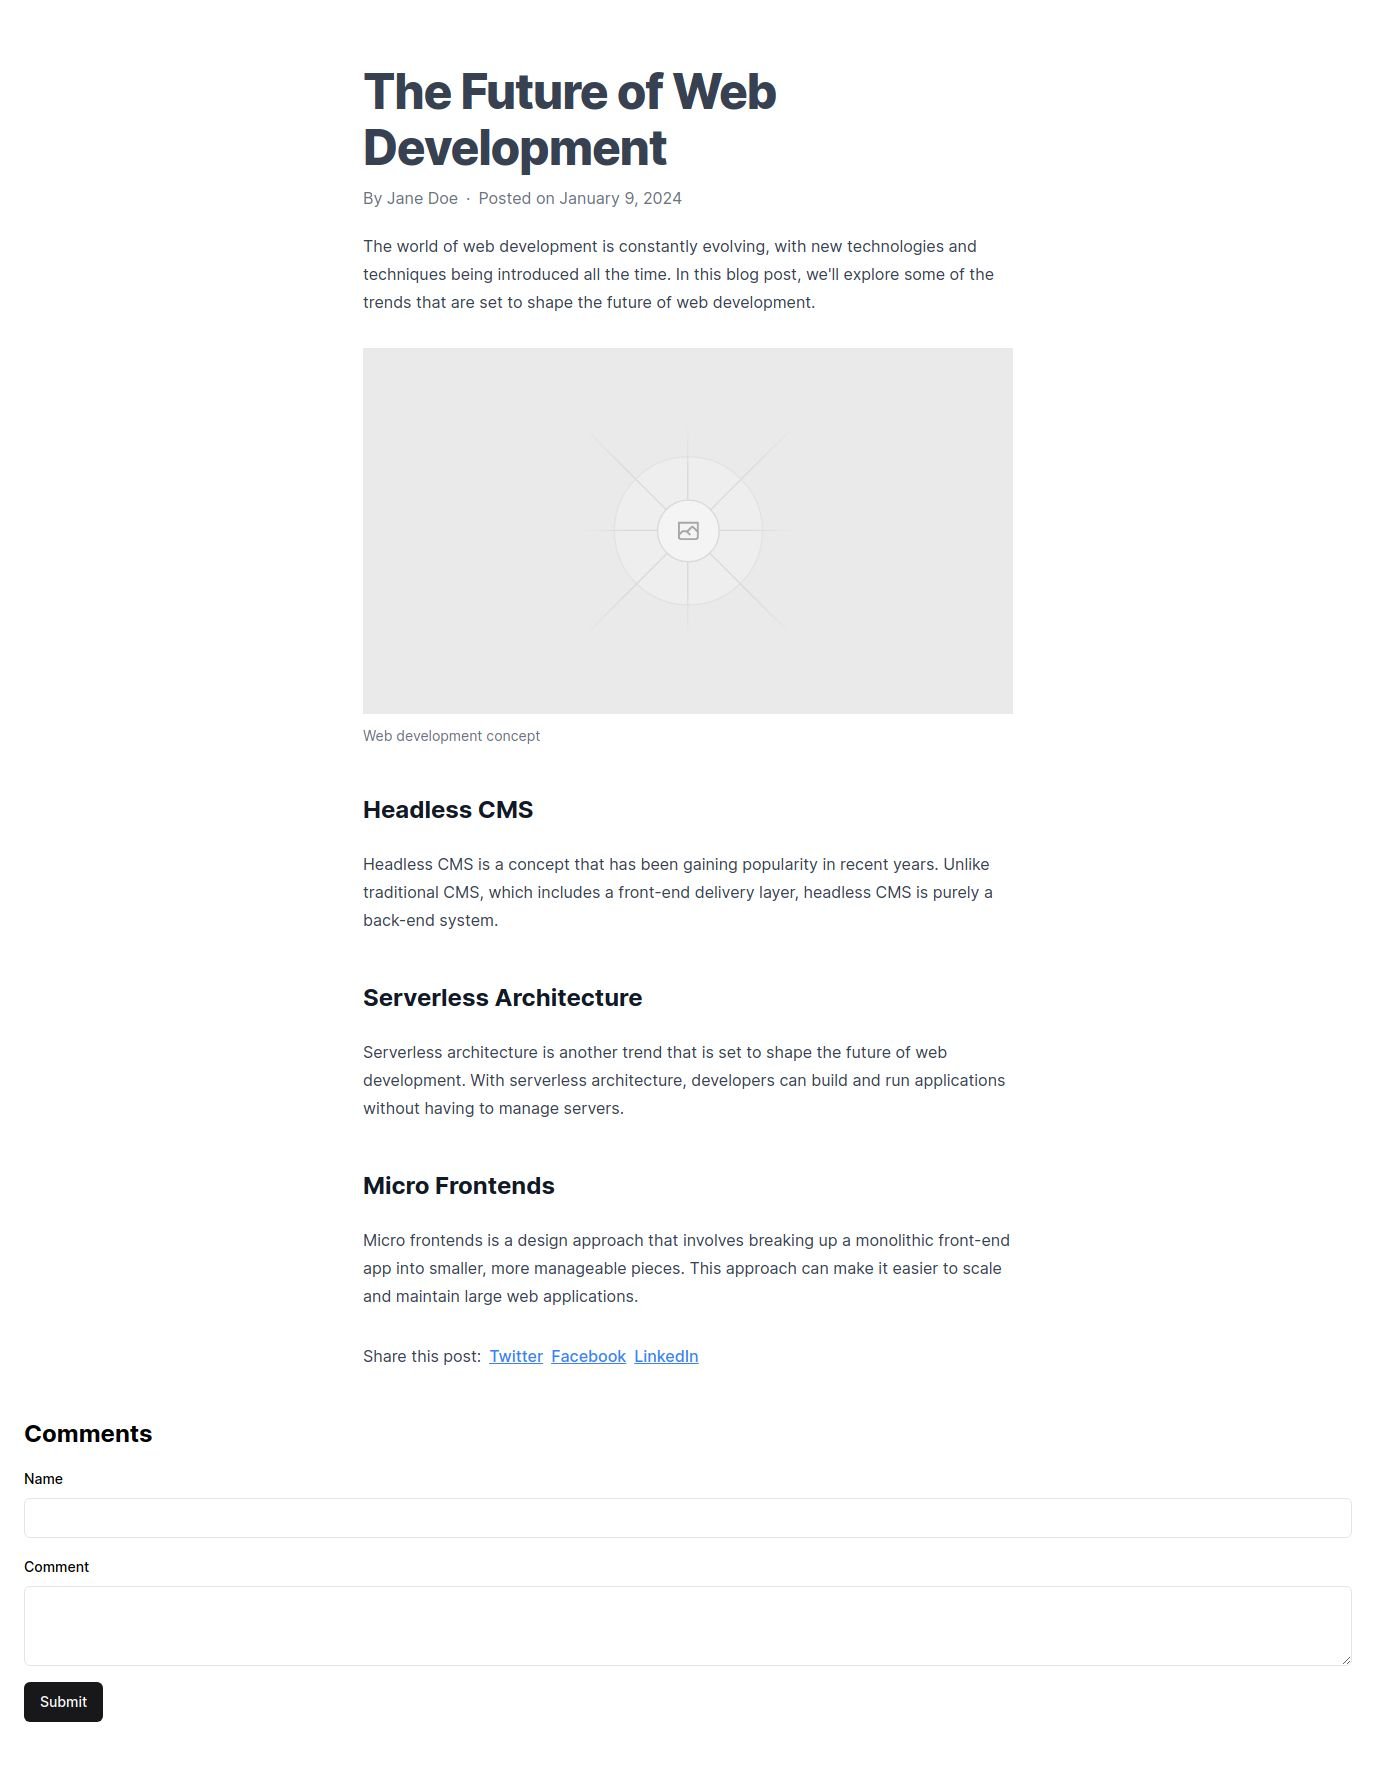 The Future of Web
Development
By Jane Doe · Posted on January 9, 2024
The world of web development is constantly evolving, with new technologies and
techniques being introduced all the time. In this blog post, we'll explore some of the
trends that are set to shape the future of web development.
Web development concept
Headless CMS
Headless CMS is a concept that has been gaining popularity in recent years. Unlike
traditional CMS, which includes a front-end delivery layer, headless CMS is purely a
back-end system.
Serverless Architecture
Serverless architecture is another trend that is set to shape the future of web
development. With serverless architecture, developers can build and run applications
without having to manage servers.
Micro Frontends
Micro frontends is a design approach that involves breaking up a monolithic front-end
app into smaller, more manageable pieces. This approach can make it easier to scale
and maintain large web applications.
Share this post: Twitter Facebook LinkedIn
Comments
Name
Comment
Submit